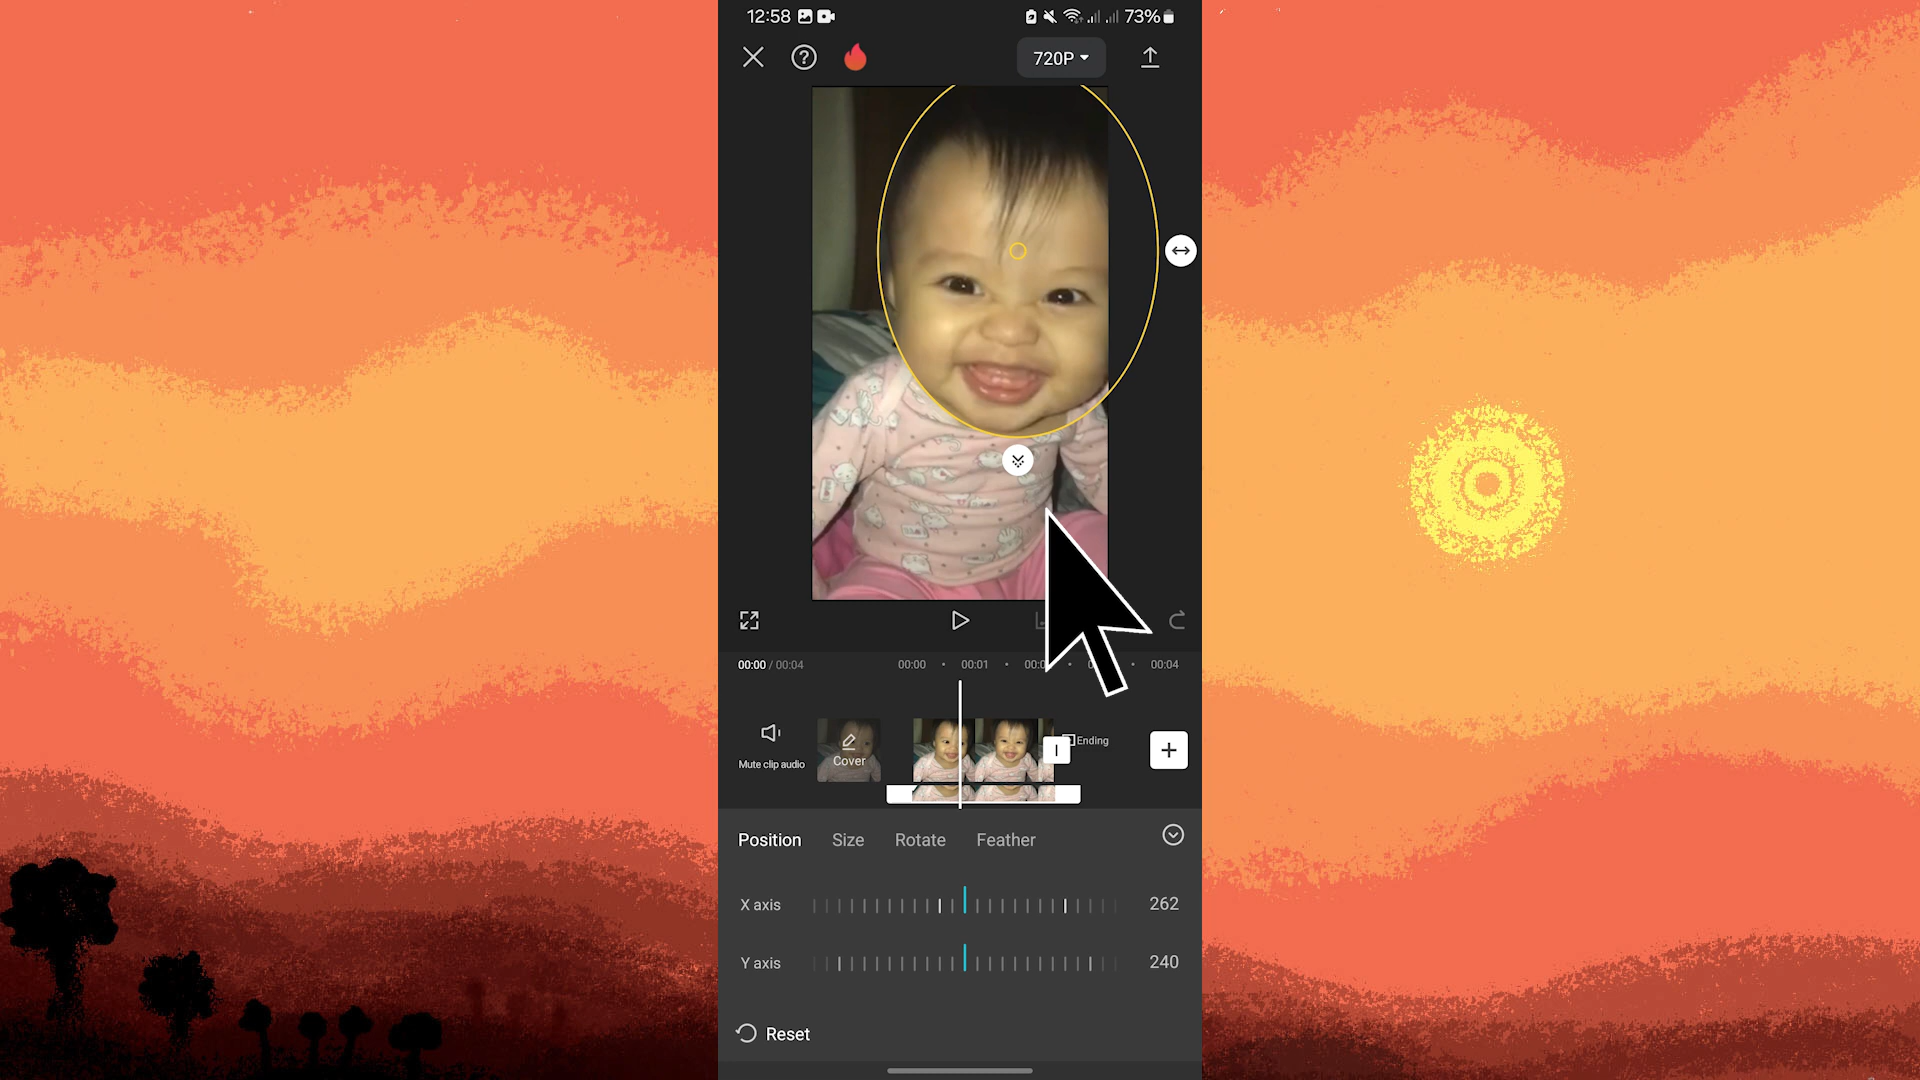 12:58 73%
720P
00:00 / 00:04 00:00 00:01 00:04
Mute clip audio
Cover
Ending
Position Size Rotate Feather
X axis 262
Y axis 240
Reset